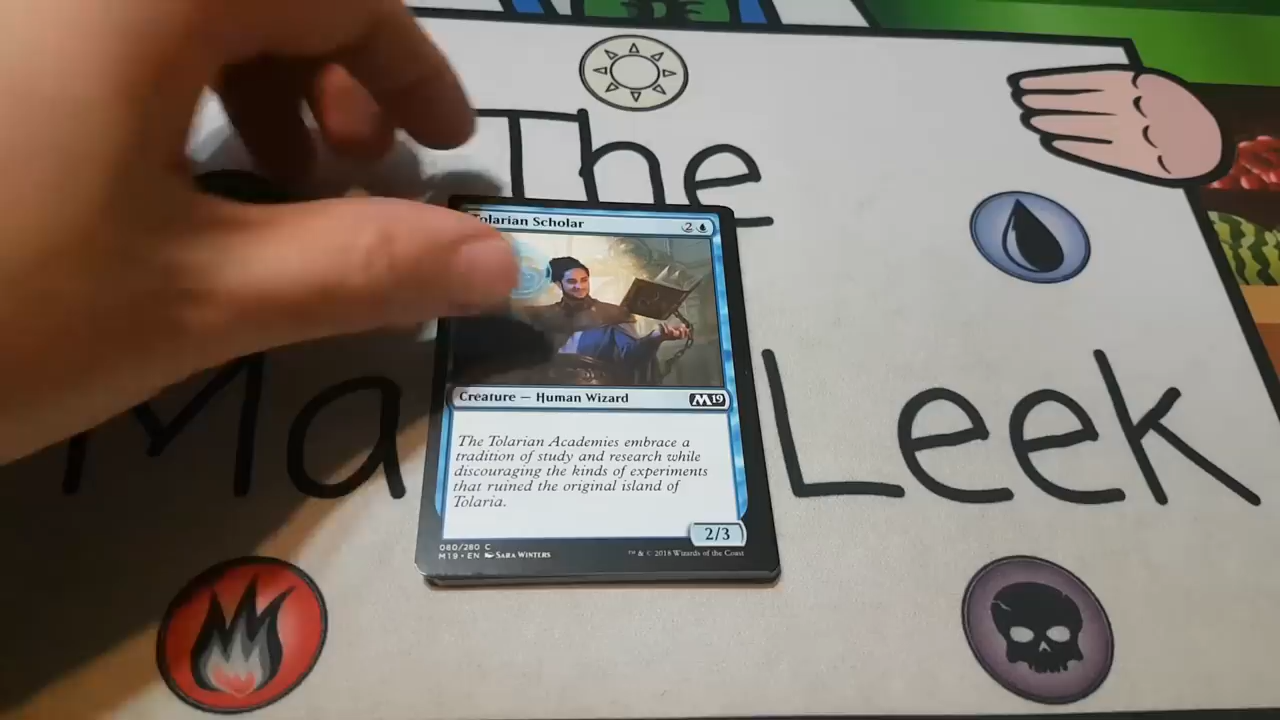 The
Tolarian Scholar 2
Creature — Human Wizard M19
The Tolarian Academies embrace a
tradition of study and research while
discouraging the kinds of experiments
that ruined the original island of
Tolaria.
2/3
080/280 C
M19 • EN Sara Winters ™ & © 2018 Wizards of the Coast
Ma Leek